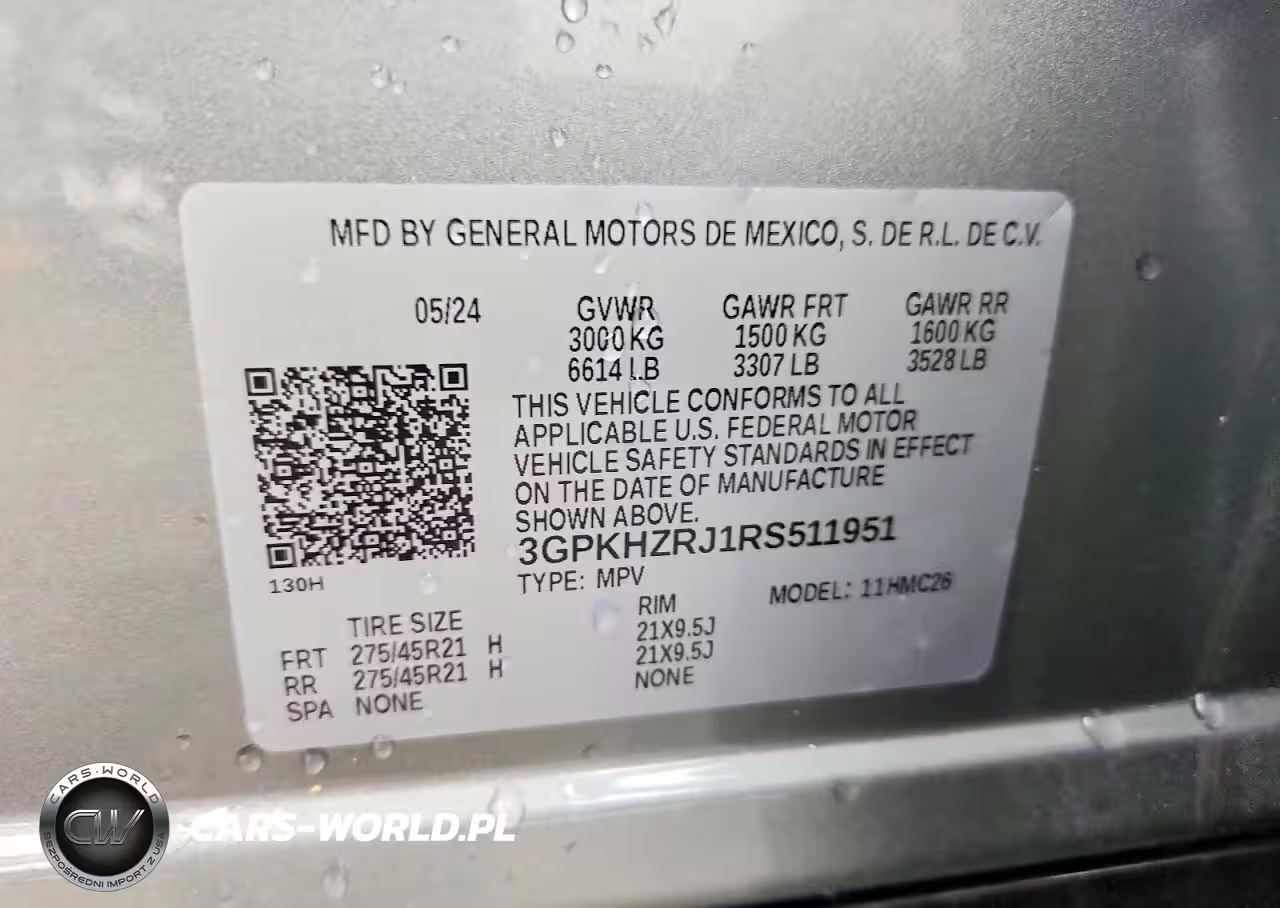 MFD BY GENERAL MOTORS DE MEXICO, S. DE R.L. DE C.V.
05/24 GVWR GAWR FRT GAWR RR
3000 KG 1500 KG 1600 KG
6614 LB 3307 LB 3528 LB
THIS VEHICLE CONFORMS TO ALL
APPLICABLE U.S. FEDERAL MOTOR
VEHICLE SAFETY STANDARDS IN EFFECT
ON THE DATE OF MANUFACTURE
SHOWN ABOVE.
3GPKHZRJ1RS511951
130H
TYPE: MPV MODEL: 11HMC26
TIRE SIZE RIM
FRT 275/45R21 H 21X9.5J
RR 275/45R21 H 21X9.5J
SPA NONE NONE
CARS-WORLD
CW
BEZPOŚREDNI IMPORT Z USA
CARS-WORLD.PL